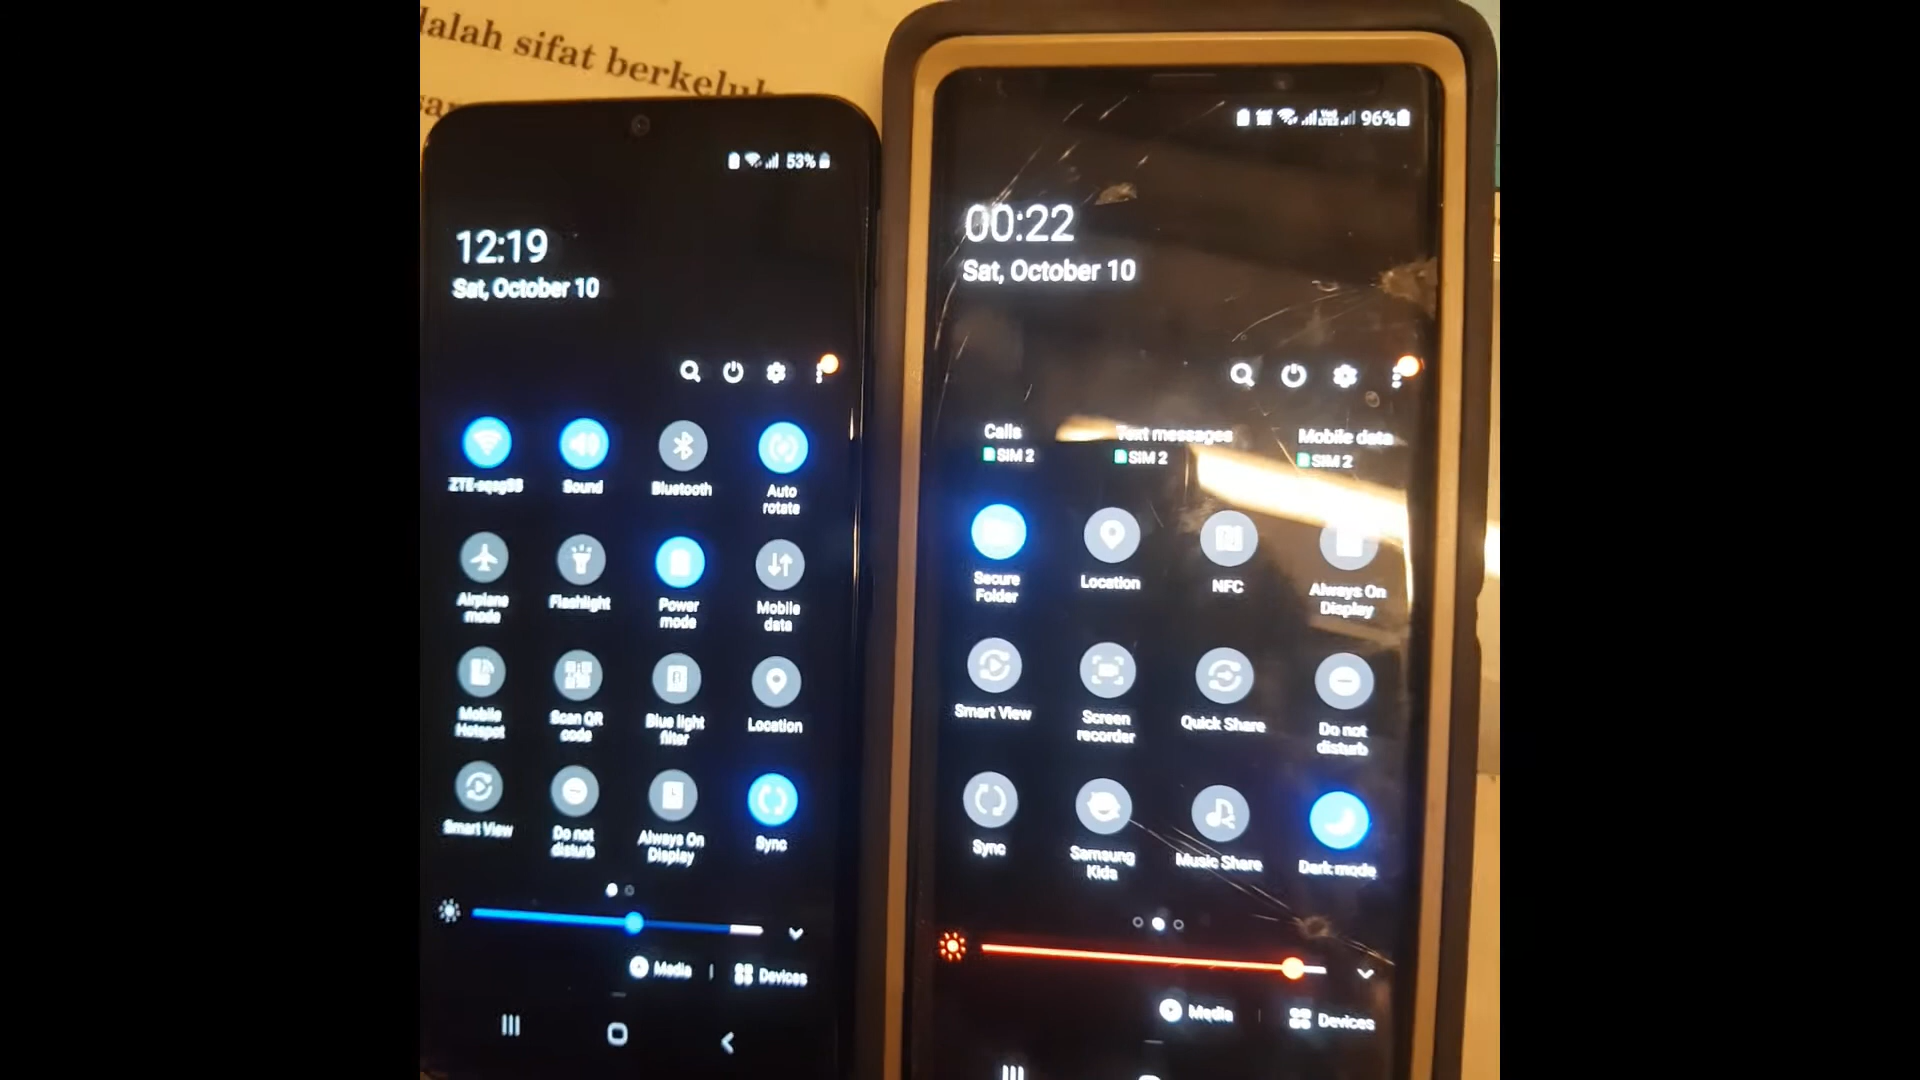 dalah sifat berkeluh
53%
12:19
Sat, October 10
Sound
Bluetooth
Auto
rotate
Airplane
mode
Flashlight
Power
mode
Mobile
data
Mobile
Hotspot
Scan QR
code
Blue light
filter
Location
Smart View
Do not
disturb
Always On
Display
Sync
Media
Devices
96%
00:22
Sat, October 10
Calls
SIM 2
Text messages
SIM 2
Mobile data
SIM 2
Secure
Folder
Location
NFC
Always On
Display
Smart View
Screen
recorder
Quick Share
Do not
disturb
Sync
Samsung
Kids
Music Share
Dark mode
Media
Devices